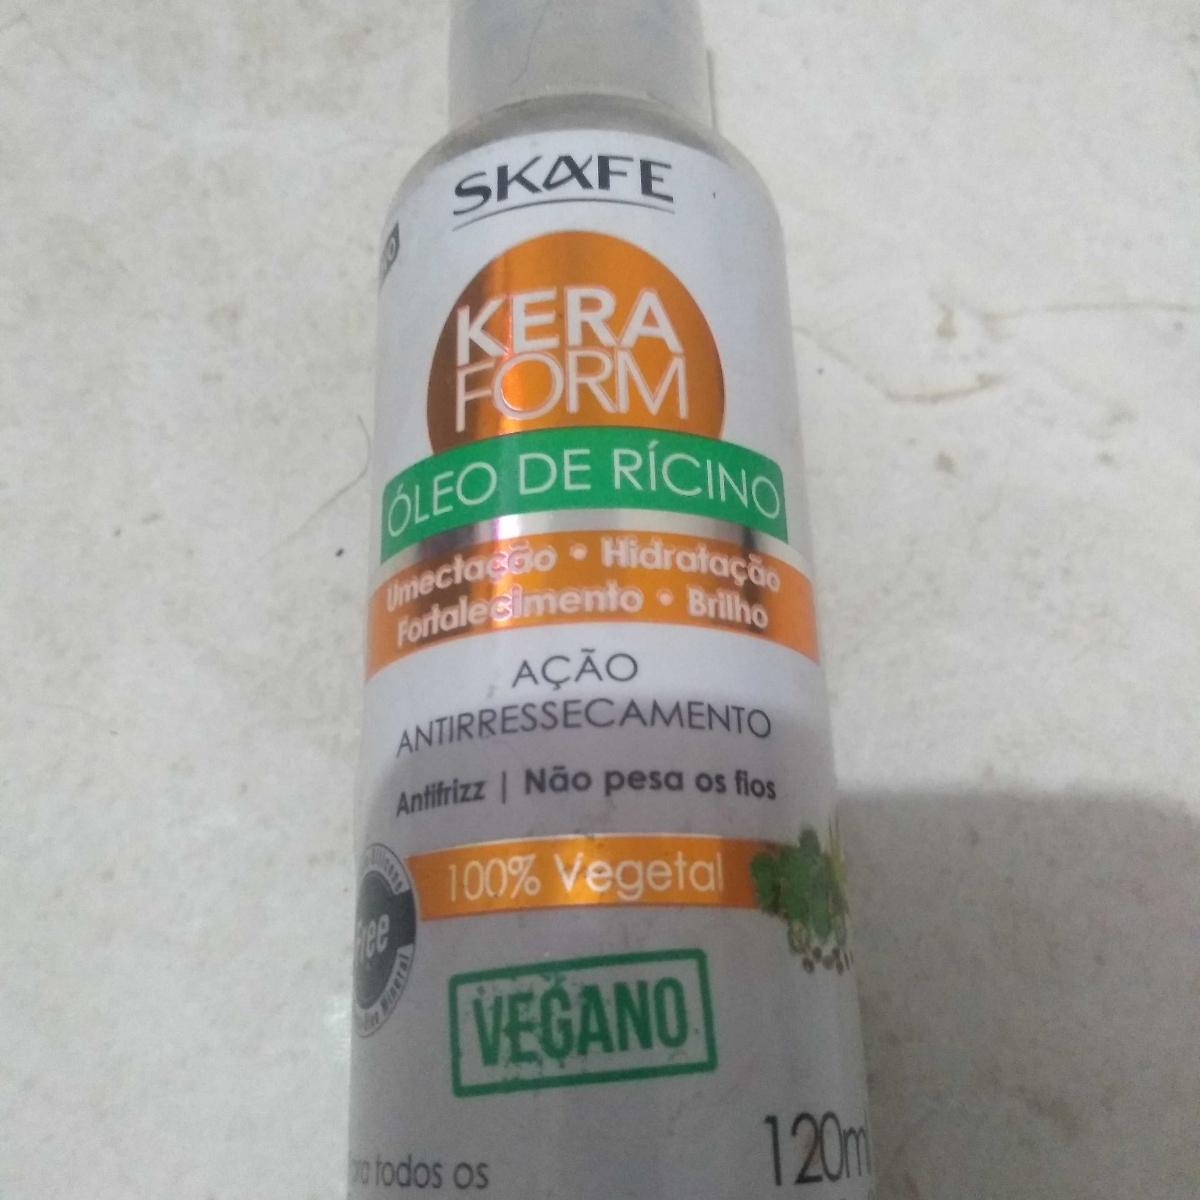 SKAFE
KERA
FORM
ÓLEO DE RÍCINO
Umectação • Hidratação
Fortalecimento • Brilho
AÇÃO
ANTIRRESSECAMENTO
Antifrizz | Não pesa os fios
100% Vegetal
Free
Mineral
VEGANO
120m
todos os